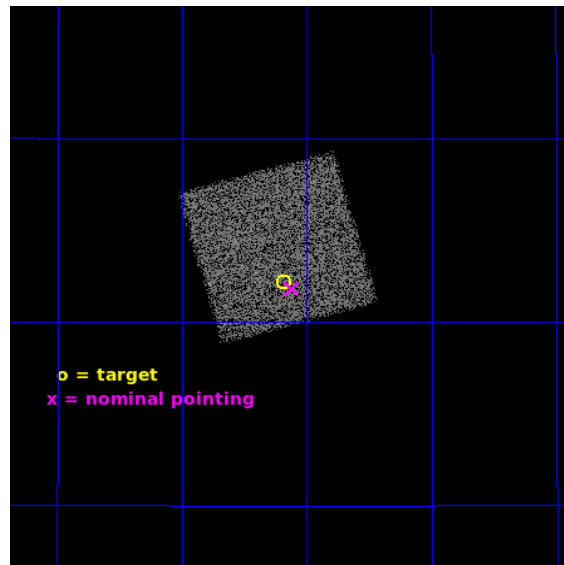 o = target
x = nominal pointing